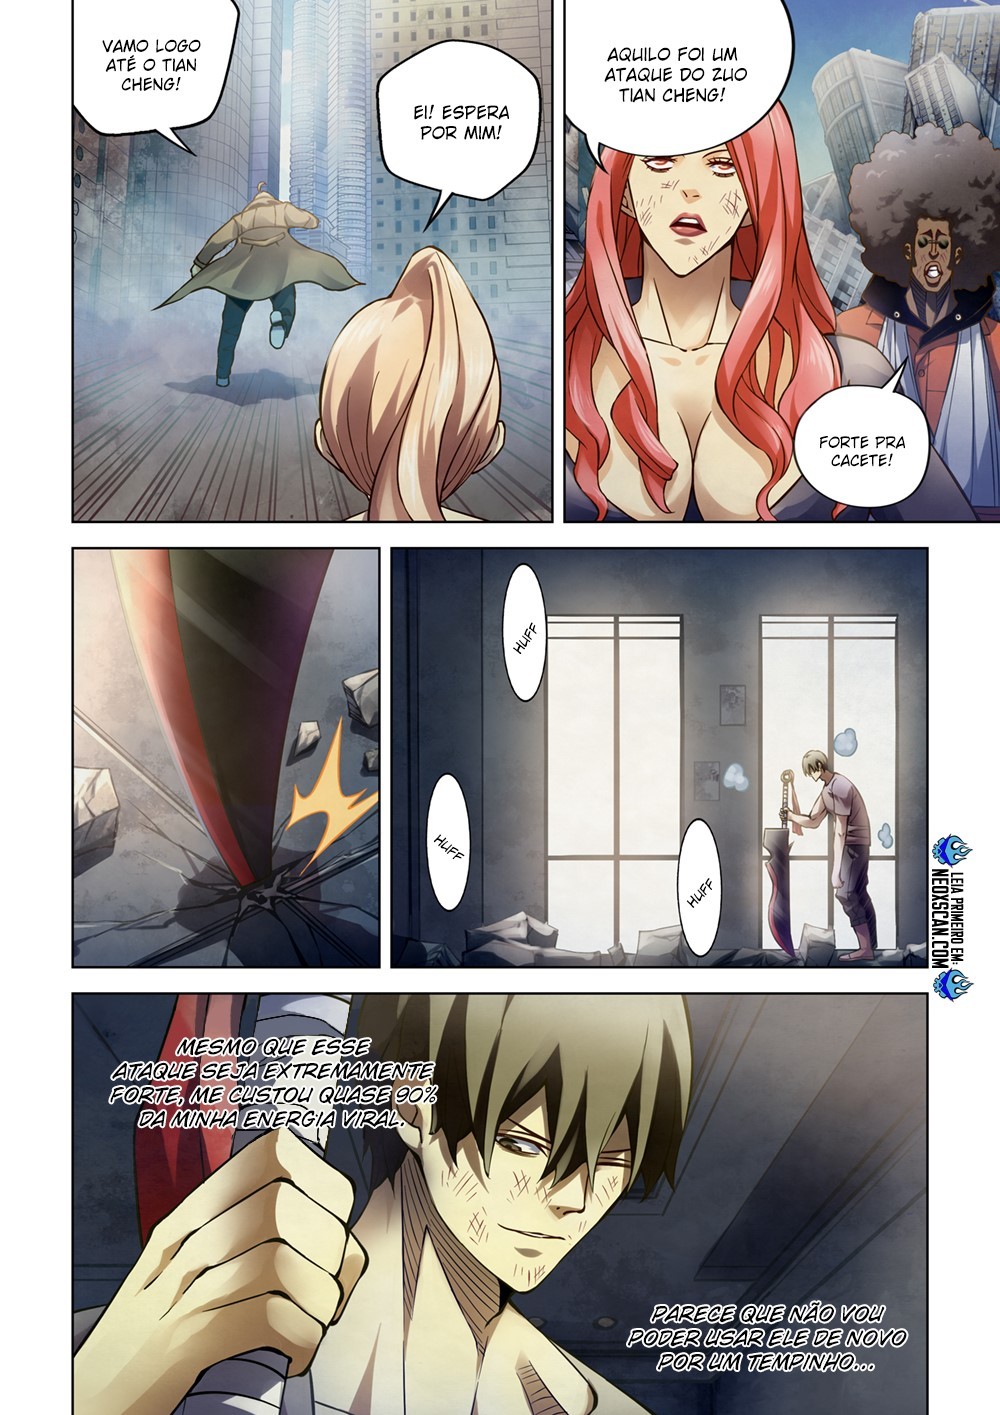 VAMO LOGO
ATÉ O TIAN
CHENG!
EI! ESPERA
POR MIM!
AQUILO FOI UM
ATAQUE DO ZUO
TIAN CHENG!
FORTE PRA
CACETE!
HUFF
HUFF
HUFF
LEIA PRIMEIRO EM:
NEOXSCAN.COM
MESMO QUE ESSE
ATAQUE SEJA EXTREMAMENTE
FORTE, ME CUSTOU QUASE 90%
DA MINHA ENERGIA VIRAL.
PARECE QUE NÃO VOU
PODER USAR ELE DE NOVO
POR UM TEMPINHO...